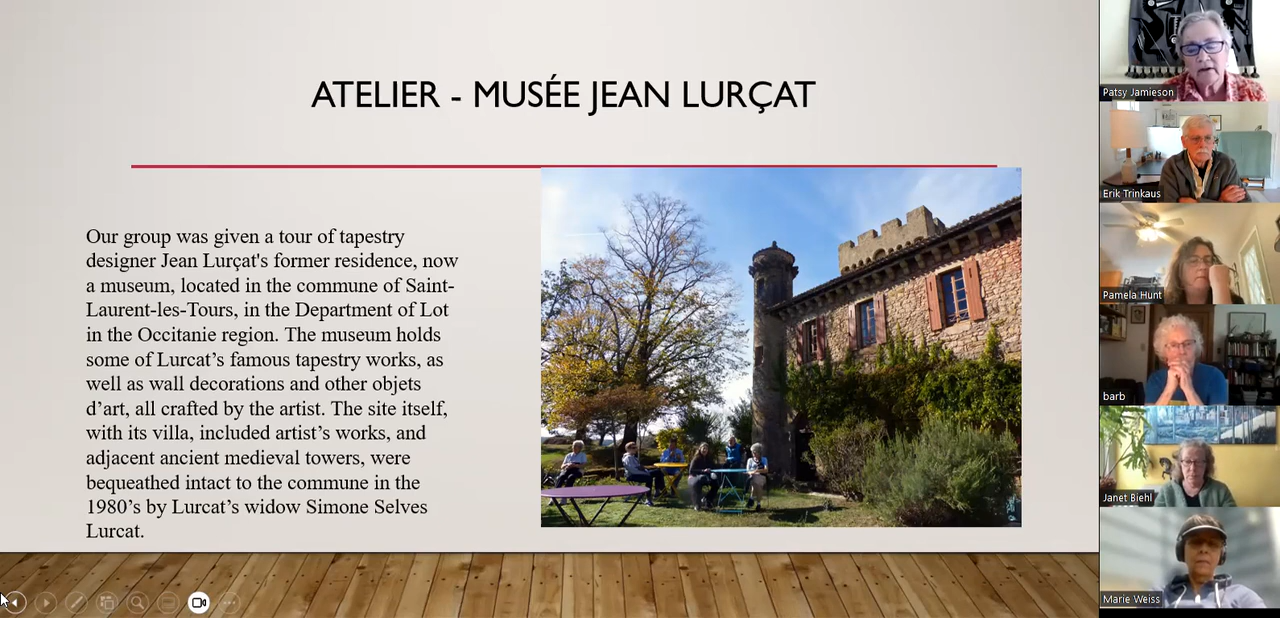 ATELIER - MUSÉE JEAN LURÇAT
Our group was given a tour of tapestry
designer Jean Lurçat's former residence, now
a museum, located in the commune of Saint-
Laurent-les-Tours, in the Department of Lot
in the Occitanie region. The museum holds
some of Lurcat’s famous tapestry works, as
well as wall decorations and other objets
d’art, all crafted by the artist. The site itself,
with its villa, included artist’s works, and
adjacent ancient medieval towers, were
bequeathed intact to the commune in the
1980’s by Lurcat’s widow Simone Selves
Lurcat.
Patsy Jamieson
Erik Trinkaus
Pamela Hunt
barb
Janet Biehl
Marie Weiss